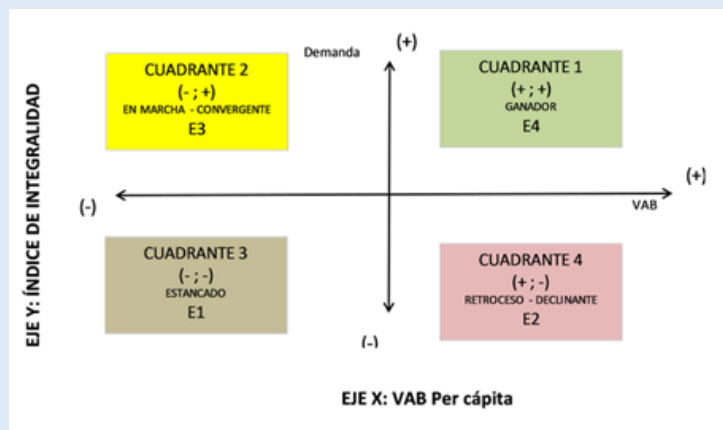 EJE Y: ÍNDICE DE INTEGRALIDAD
CUADRANTE 2
(- ; +)
EN MARCHA - CONVERGENTE
E3
Demanda
(+)
CUADRANTE 1
(+ ; +)
GANADOR
E4
(-)
(+)
VAB
CUADRANTE 3
(- ; -)
ESTANCADO
E1
CUADRANTE 4
(+ ; -)
RETROCESO - DECLINANTE
E2
(-)
EJE X: VAB Per cápita